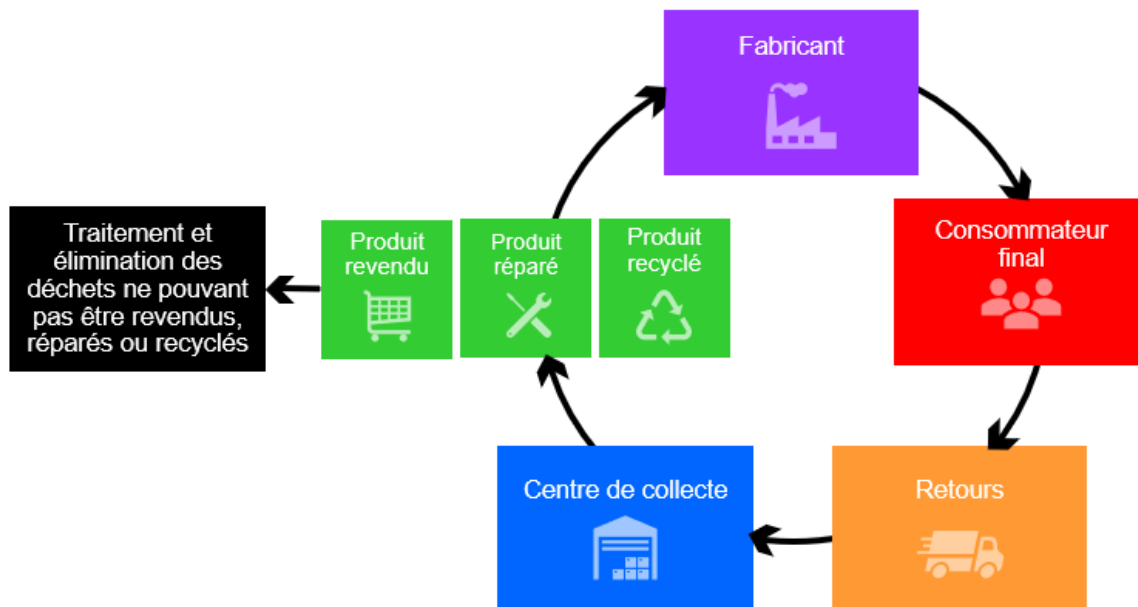 Fabricant
Consommateur
final
Retours
Centre de collecte
Produit
revendu
Produit
réparé
Produit
recyclé
Traitement et
élimination des
déchets ne pouvant
pas être revendus,
réparés ou recyclés